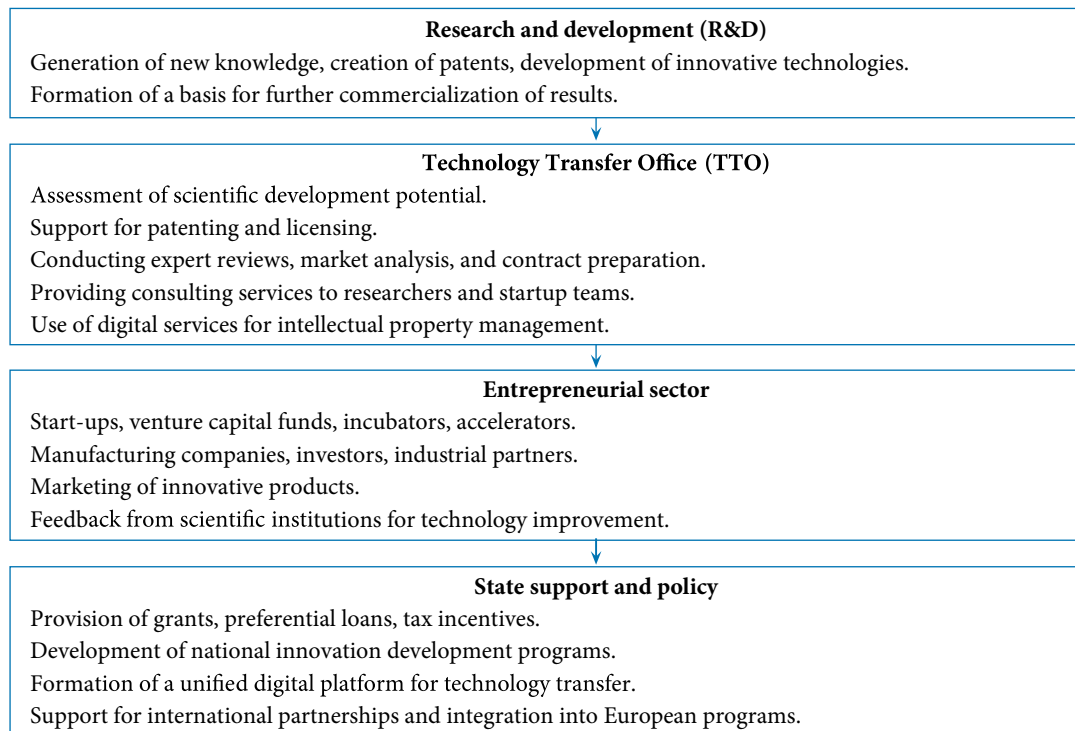 Research and development (R&D)
Generation of new knowledge, creation of patents, development of innovative technologies.
Formation of a basis for further commercialization of results.
Technology Transfer Office (TTO)
Assessment of scientific development potential.
Support for patenting and licensing.
Conducting expert reviews, market analysis, and contract preparation.
Providing consulting services to researchers and startup teams.
Use of digital services for intellectual property management.
Entrepreneurial sector
Start-ups, venture capital funds, incubators, accelerators.
Manufacturing companies, investors, industrial partners.
Marketing of innovative products.
Feedback from scientific institutions for technology improvement.
State support and policy
Provision of grants, preferential loans, tax incentives.
Development of national innovation development programs.
Formation of a unified digital platform for technology transfer.
Support for international partnerships and integration into European programs.